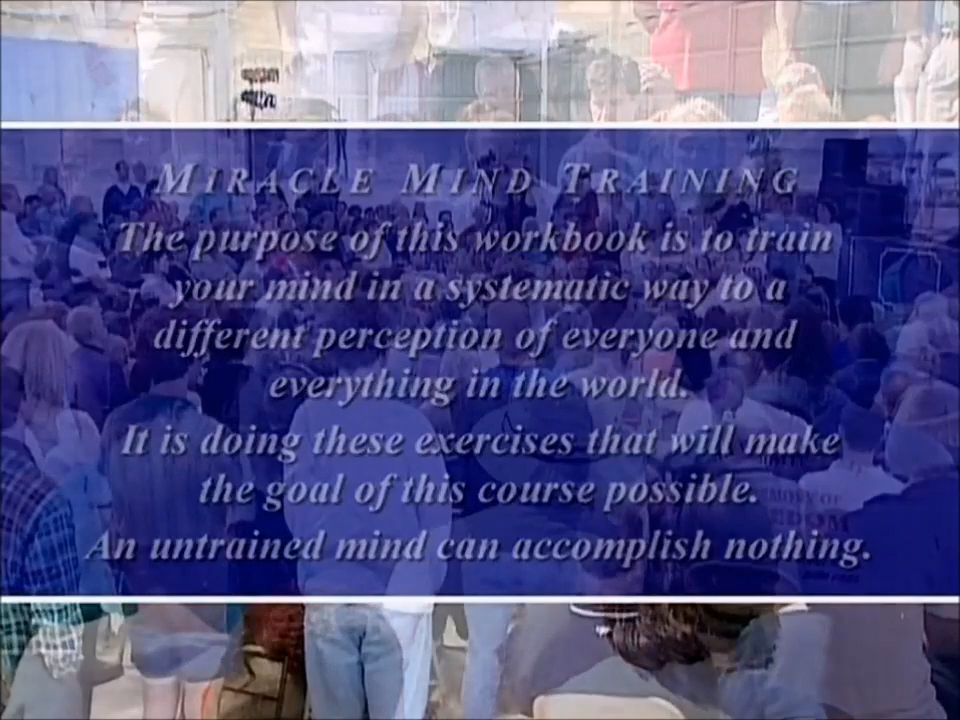 MIRACLE MIND TRAINING
The purpose of this workbook is to train
your mind in a systematic way to a
different perception of everyone and
everything in the world.
It is doing these exercises that will make
the goal of this course possible.
An untrained mind can accomplish nothing.